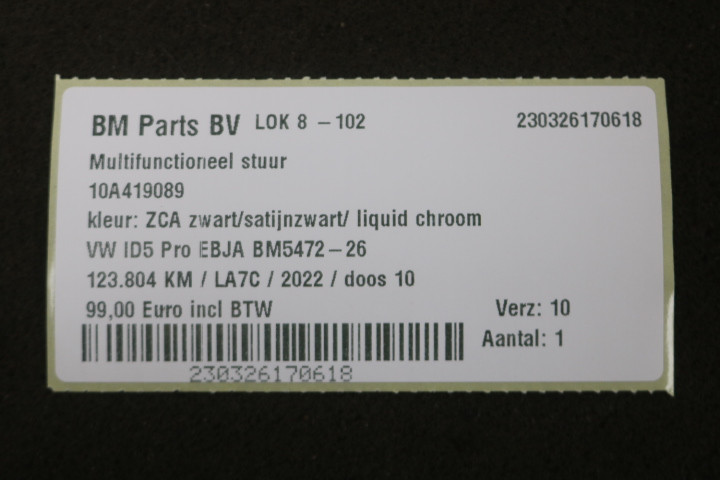 BM Parts BV LOK 8 - 102 230326170618
Multifunctioneel stuur
10A419089
kleur: ZCA zwart/satijnzwart/ liquid chroom
VW ID5 Pro EBJA BM5472-26
123.804 KM / LA7C / 2022 / doos 10
99,00 Euro incl BTW Verz: 10
Aantal: 1
230326170618